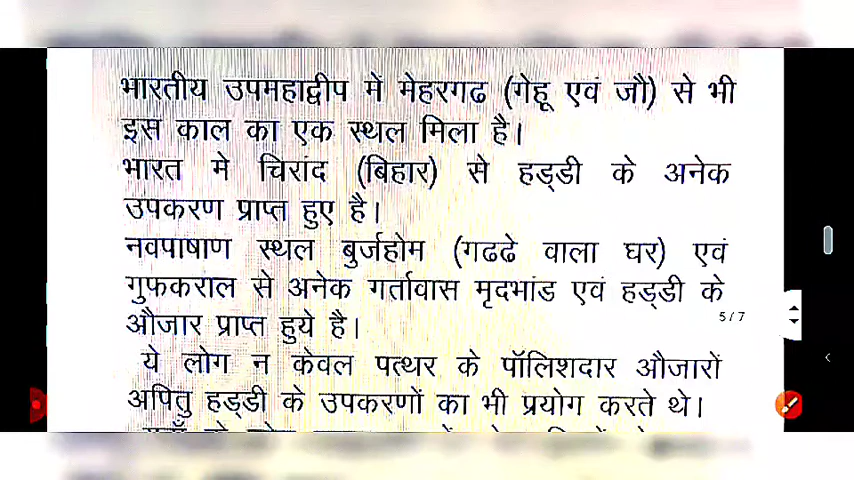 भारतीय उपमहाद्वीप में मेहरगढ (गेहू एवं जौ) से भी
इस काल का एक स्थल मिला है।
भारत मे चिरांद (बिहार) से हड्डी के अनेक
उपकरण प्राप्त हुए है।
नवपाषाण स्थल बुर्जहोम (गढढे वाला घर) एवं
गुफकराल से अनेक गर्तावास मृदभांड एवं हड्डी के
औजार प्राप्त हुये है।
5/7
ये लोग न केवल पत्थर के पॉलिशदार औजारों
अपितु हड्डी के उपकरणों का भी प्रयोग करते थे।